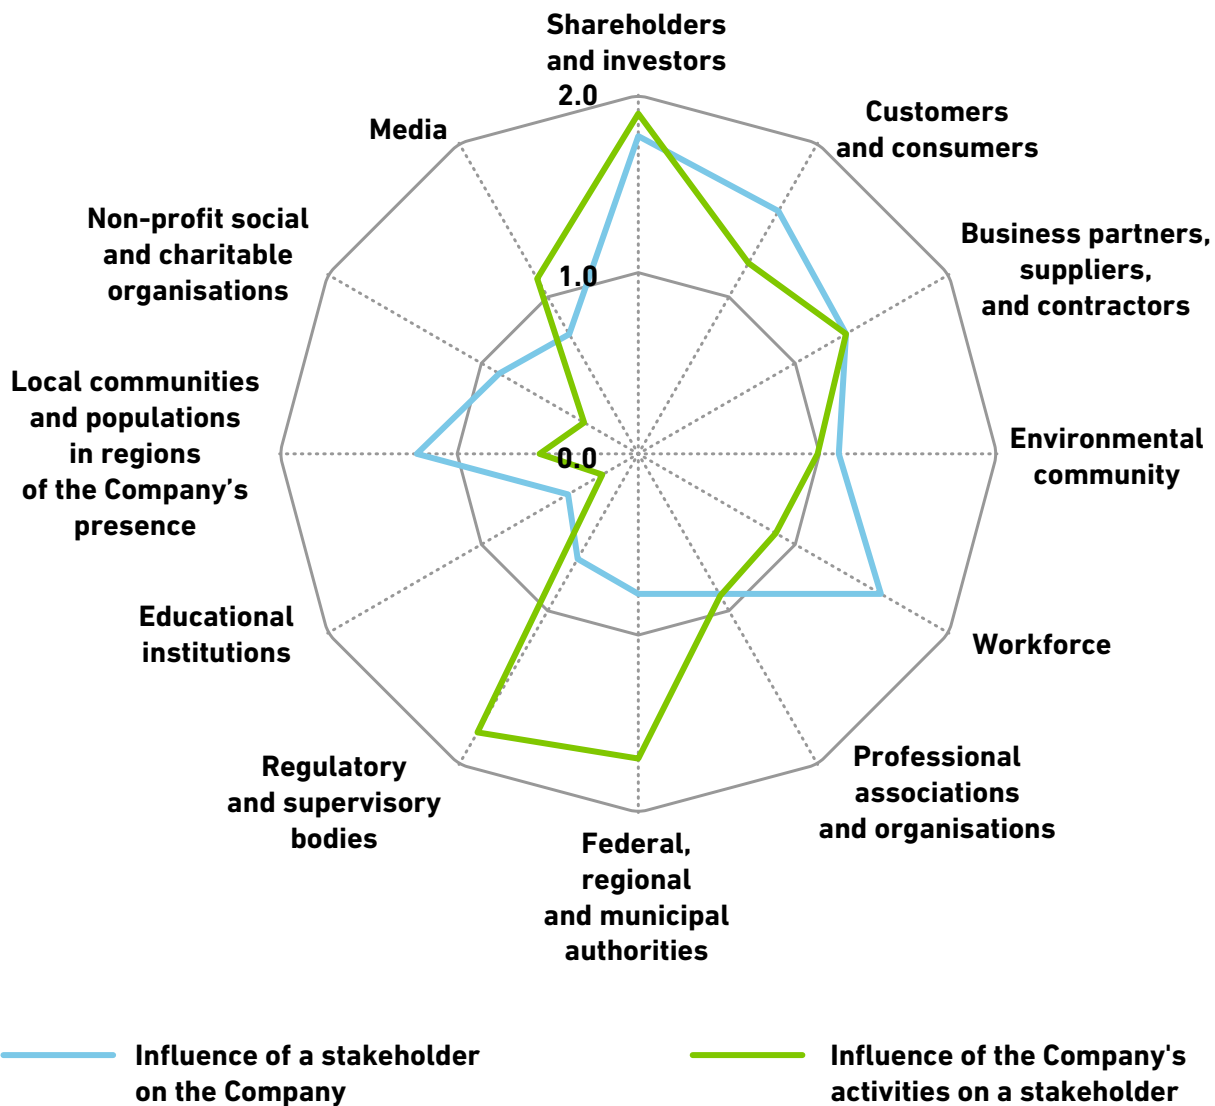 Shareholders
and investors
2.0
Customers
and consumers
Media
Business partners,
suppliers,
and contractors
Non-profit social
and charitable
organisations
1.0
Local communities
and populations
in regions
of the Company’s
presence
0.0
Environmental
community
Educational
institutions
Workforce
Regulatory
and supervisory
bodies
Professional
associations
and organisations
Federal,
regional
and municipal
authorities
Influence of a stakeholder
on the Company
Influence of the Company's
activities on a stakeholder